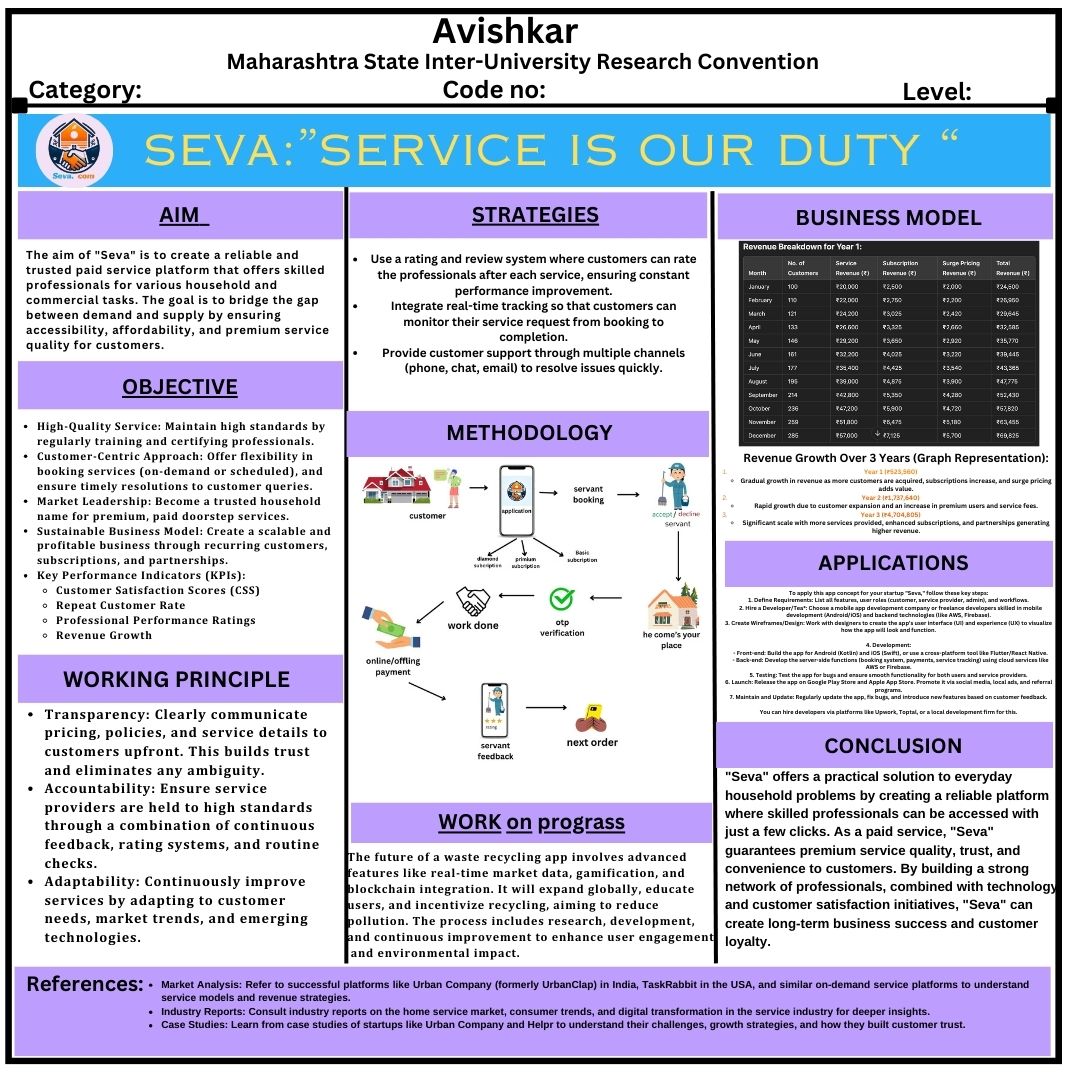 Avishkar
Maharashtra State Inter-University Research Convention
Category:
Code no:
Level:
Seva. com
SEVA:”SERVICE IS OUR DUTY “
AIM
The aim of "Seva" is to create a reliable and
trusted paid service platform that offers skilled
professionals for various household and
commercial tasks. The goal is to bridge the gap
between demand and supply by ensuring
accessibility, affordability, and premium service
quality for customers.
OBJECTIVE
• High-Quality Service: Maintain high standards by
regularly training and certifying professionals.
• Customer-Centric Approach: Offer flexibility in
booking services (on-demand or scheduled), and
ensure timely resolutions to customer queries.
• Market Leadership: Become a trusted household
name for premium, paid doorstep services.
• Sustainable Business Model: Create a scalable and
profitable business through recurring customers,
subscriptions, and partnerships.
• Key Performance Indicators (KPIs):
○ Customer Satisfaction Scores (CSS)
○ Repeat Customer Rate
○ Professional Performance Ratings
○ Revenue Growth
WORKING PRINCIPLE
• Transparency: Clearly communicate
pricing, policies, and service details to
customers upfront. This builds trust
and eliminates any ambiguity.
• Accountability: Ensure service
providers are held to high standards
through a combination of continuous
feedback, rating systems, and routine
checks.
• Adaptability: Continuously improve
services by adapting to customer
needs, market trends, and emerging
technologies.
STRATEGIES
• Use a rating and review system where customers can rate
the professionals after each service, ensuring constant
performance improvement.
• Integrate real-time tracking so that customers can
monitor their service request from booking to
completion.
• Provide customer support through multiple channels
(phone, chat, email) to resolve issues quickly.
METHODOLOGY
customer
application
servant
booking
accept/ decline
servant
diamond
subcription
primium
subcription
Basic
subcription
work done
otp
verification
he come's your
place
online/offling
payment
rating
servant
feedback
next order
WORK on prograss
The future of a waste recycling app involves advanced
features like real-time market data, gamification, and
blockchain integration. It will expand globally, educate
users, and incentivize recycling, aiming to reduce
pollution. The process includes research, development,
and continuous improvement to enhance user engagement
and environmental impact.
BUSINESS MODEL
Revenue Breakdown for Year 1:
Month No. of Customers Service Revenue (₹) Subscription Revenue (₹) Surge Pricing Revenue (₹) Total Revenue (₹)
January 100 ₹20,000 ₹2,500 ₹2,000 ₹24,500
February 110 ₹22,000 ₹2,750 ₹2,200 ₹26,950
March 121 ₹24,200 ₹3,025 ₹2,420 ₹29,645
April 133 ₹26,600 ₹3,325 ₹2,660 ₹32,585
May 146 ₹29,200 ₹3,650 ₹2,920 ₹35,770
June 161 ₹32,200 ₹4,025 ₹3,220 ₹39,445
July 177 ₹35,400 ₹4,425 ₹3,540 ₹43,365
August 195 ₹39,000 ₹4,875 ₹3,900 ₹47,775
September 214 ₹42,800 ₹5,350 ₹4,280 ₹52,430
October 236 ₹47,200 ₹5,900 ₹4,720 ₹57,820
November 259 ₹51,800 ₹6,475 ₹5,180 ₹63,455
December 285 ₹57,000 ₹7,125 ₹5,700 ₹69,825
Revenue Growth Over 3 Years (Graph Representation):
1. Year 1 (₹523,560)
○ Gradual growth in revenue as more customers are acquired, subscriptions increase, and surge pricing
adds value.
2. Year 2 (₹1,737,640)
○ Rapid growth due to customer expansion and an increase in premium users and service fees.
3. Year 3 (₹4,704,805)
○ Significant scale with more services provided, enhanced subscriptions, and partnerships generating
higher revenue.
APPLICATIONS
To apply this app concept for your startup "Seva," follow these key steps:
1. Define Requirements: List all features, user roles (customer, service provider, admin), and workflows.
2. Hire a Developer/Tea*: Choose a mobile app development company or freelance developers skilled in mobile
development (Android/iOS) and backend technologies (like AWS, Firebase).
3. Create Wireframes/Design: Work with designers to create the app's user interface (UI) and experience (UX) to visualize
how the app will look and function.
4. Development:
- Front-end: Build the app for Android (Kotlin) and iOS (Swift), or use a cross-platform tool like Flutter/React Native.
- Back-end: Develop the server-side functions (booking system, payments, service tracking) using cloud services like
AWS or Firebase.
5. Testing: Test the app for bugs and ensure smooth functionality for both users and service providers.
6. Launch: Release the app on Google Play Store and Apple App Store. Promote it via social media, local ads, and referral
programs.
7. Maintain and Update: Regularly update the app, fix bugs, and introduce new features based on customer feedback.
You can hire developers via platforms like Upwork, Toptal, or a local development firm for this.
CONCLUSION
"Seva" offers a practical solution to everyday
household problems by creating a reliable platform
where skilled professionals can be accessed with
just a few clicks. As a paid service, "Seva"
guarantees premium service quality, trust, and
convenience to customers. By building a strong
network of professionals, combined with technology
and customer satisfaction initiatives, "Seva" can
create long-term business success and customer
loyalty.
References:
• Market Analysis: Refer to successful platforms like Urban Company (formerly UrbanClap) in India, TaskRabbit in the USA, and similar on-demand service platforms to understand
service models and revenue strategies.
• Industry Reports: Consult industry reports on the home service market, consumer trends, and digital transformation in the service industry for deeper insights.
• Case Studies: Learn from case studies of startups like Urban Company and Helpr to understand their challenges, growth strategies, and how they built customer trust.